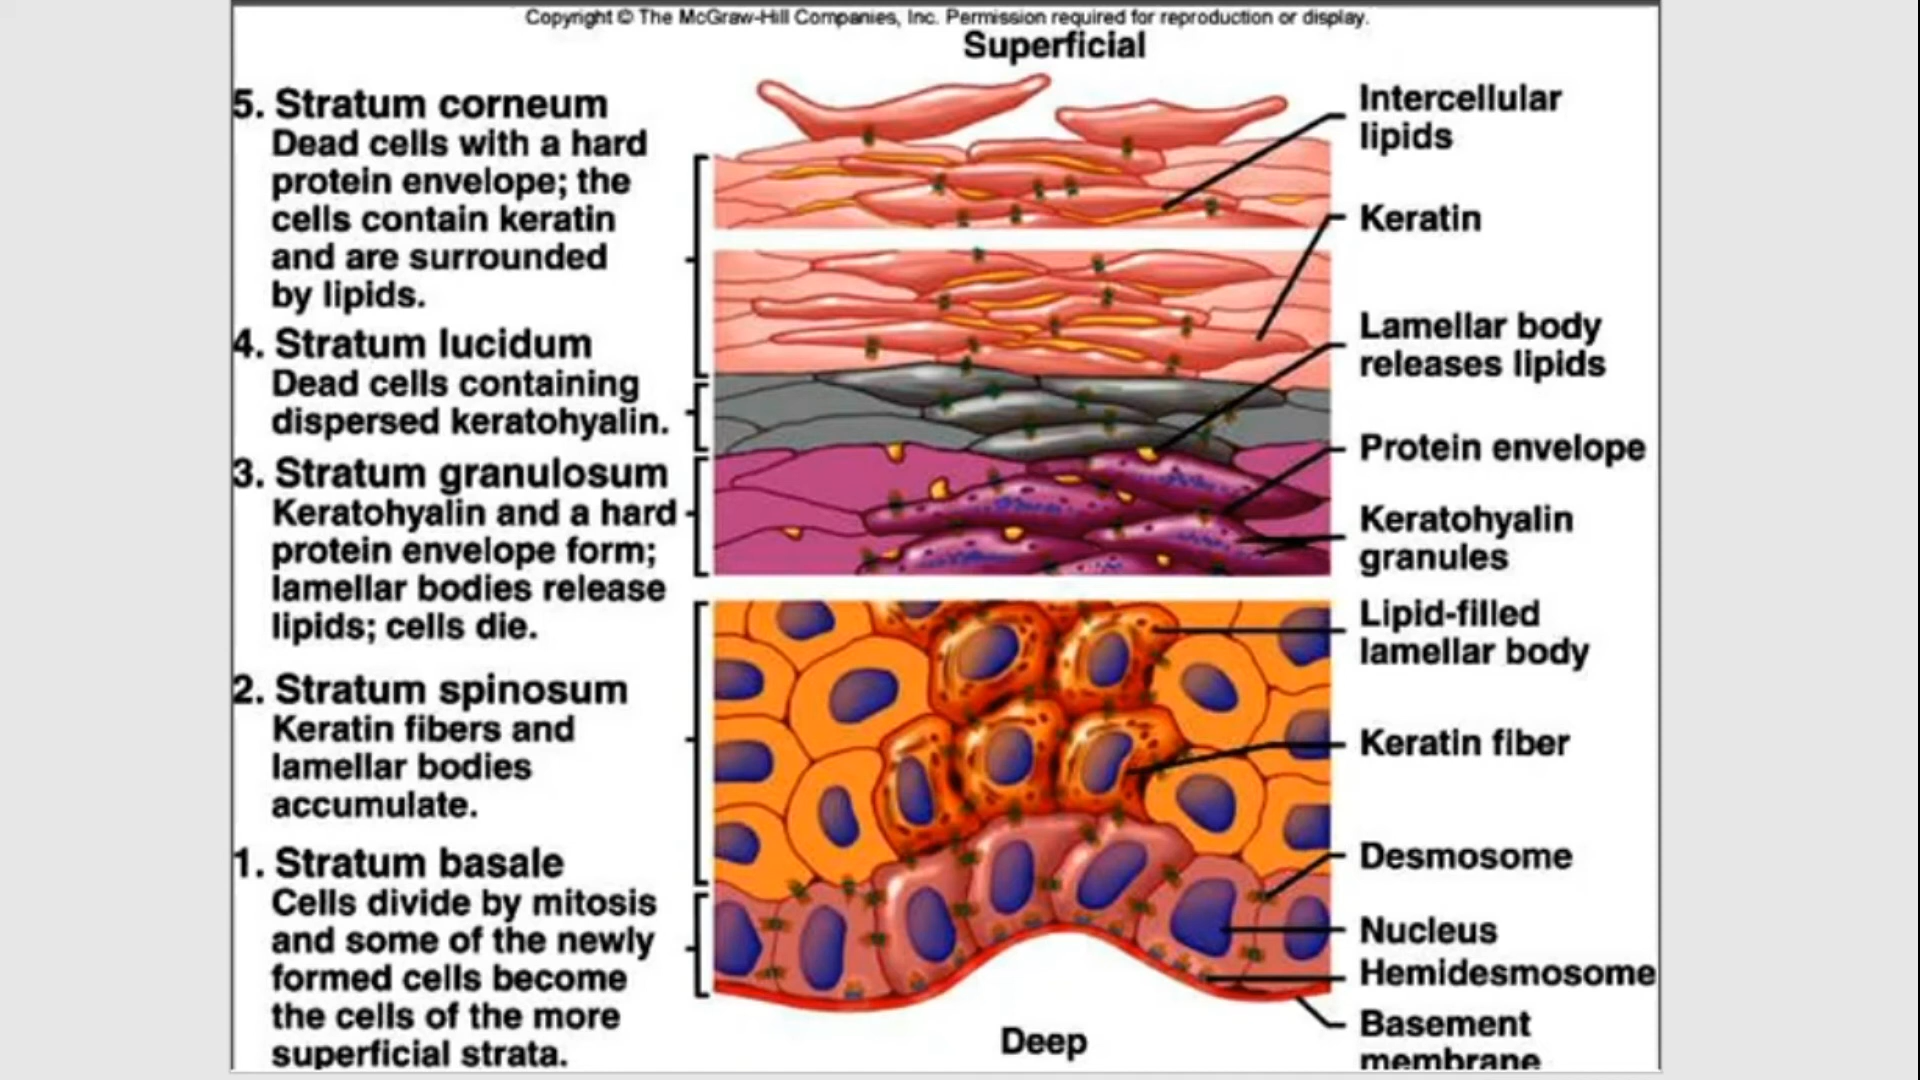 Copyright © The McGraw-Hill Companies, Inc. Permission required for reproduction or display.
Superficial
5. Stratum corneum
Dead cells with a hard
protein envelope; the
cells contain keratin
and are surrounded
by lipids.
4. Stratum lucidum
Dead cells containing
dispersed keratohyalin.
3. Stratum granulosum
Keratohyalin and a hard
protein envelope form;
lamellar bodies release
lipids; cells die.
2. Stratum spinosum
Keratin fibers and
lamellar bodies
accumulate.
1. Stratum basale
Cells divide by mitosis
and some of the newly
formed cells become
the cells of the more
superficial strata.
Intercellular
lipids
Keratin
Lamellar body
releases lipids
Protein envelope
Keratohyalin
granules
Lipid-filled
lamellar body
Keratin fiber
Desmosome
Nucleus
Hemidesmosome
Basement
membrane
Deep